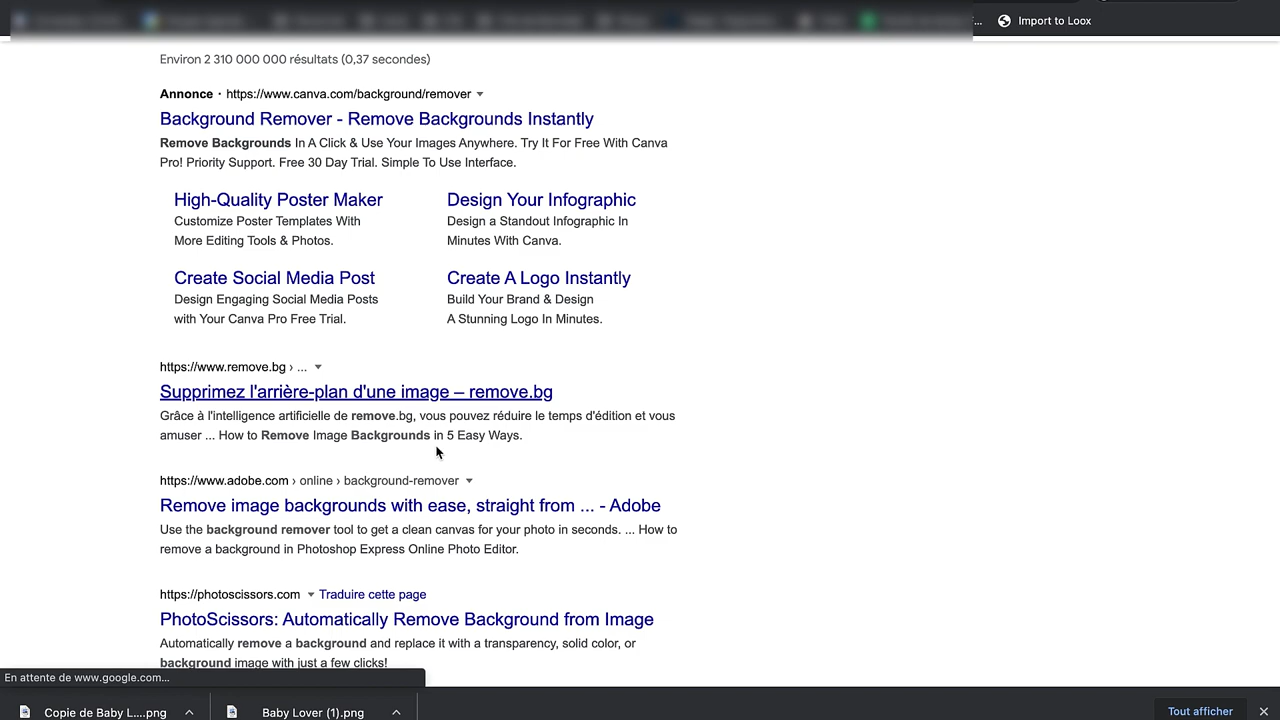 ... Import to Loox
Environ 2 310 000 000 résultats (0,37 secondes)
Annonce · https://www.canva.com/background/remover
Background Remover - Remove Backgrounds Instantly
Remove Backgrounds In A Click & Use Your Images Anywhere. Try It For Free With Canva
Pro! Priority Support. Free 30 Day Trial. Simple To Use Interface.
High-Quality Poster Maker
Customize Poster Templates With
More Editing Tools & Photos.
Design Your Infographic
Design a Standout Infographic In
Minutes With Canva.
Create Social Media Post
Design Engaging Social Media Posts
with Your Canva Pro Free Trial.
Create A Logo Instantly
Build Your Brand & Design
A Stunning Logo In Minutes.
https://www.remove.bg › ...
Supprimez l'arrière-plan d'une image – remove.bg
Grâce à l'intelligence artificielle de remove.bg, vous pouvez réduire le temps d'édition et vous
amuser ... How to Remove Image Backgrounds in 5 Easy Ways.
https://www.adobe.com › online › background-remover
Remove image backgrounds with ease, straight from ... - Adobe
Use the background remover tool to get a clean canvas for your photo in seconds. ... How to
remove a background in Photoshop Express Online Photo Editor.
https://photoscissors.com Traduire cette page
PhotoScissors: Automatically Remove Background from Image
Automatically remove a background and replace it with a transparency, solid color, or
background image with just a few clicks!
En attente de www.google.com...
Copie de Baby L....png
Baby Lover (1).png
Tout afficher